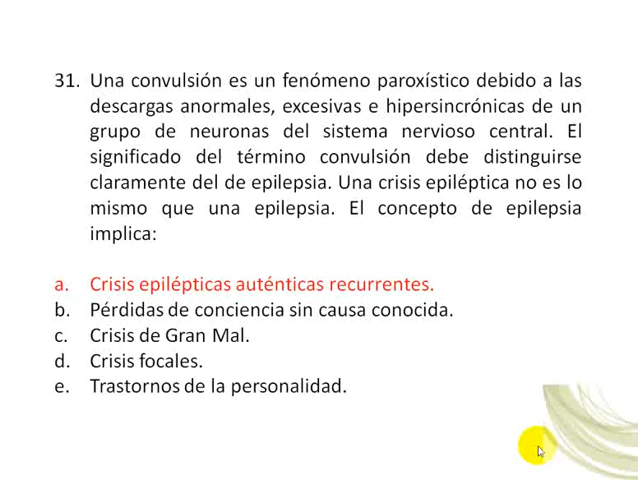 31. Una convulsión es un fenómeno paroxístico debido a las
descargas anormales, excesivas e hipersincrónicas de un
grupo de neuronas del sistema nervioso central. El
significado del término convulsión debe distinguirse
claramente del de epilepsia. Una crisis epiléptica no es lo
mismo que una epilepsia. El concepto de epilepsia
implica:
a. Crisis epilépticas auténticas recurrentes.
b. Pérdidas de conciencia sin causa conocida.
c. Crisis de Gran Mal.
d. Crisis focales.
e. Trastornos de la personalidad.